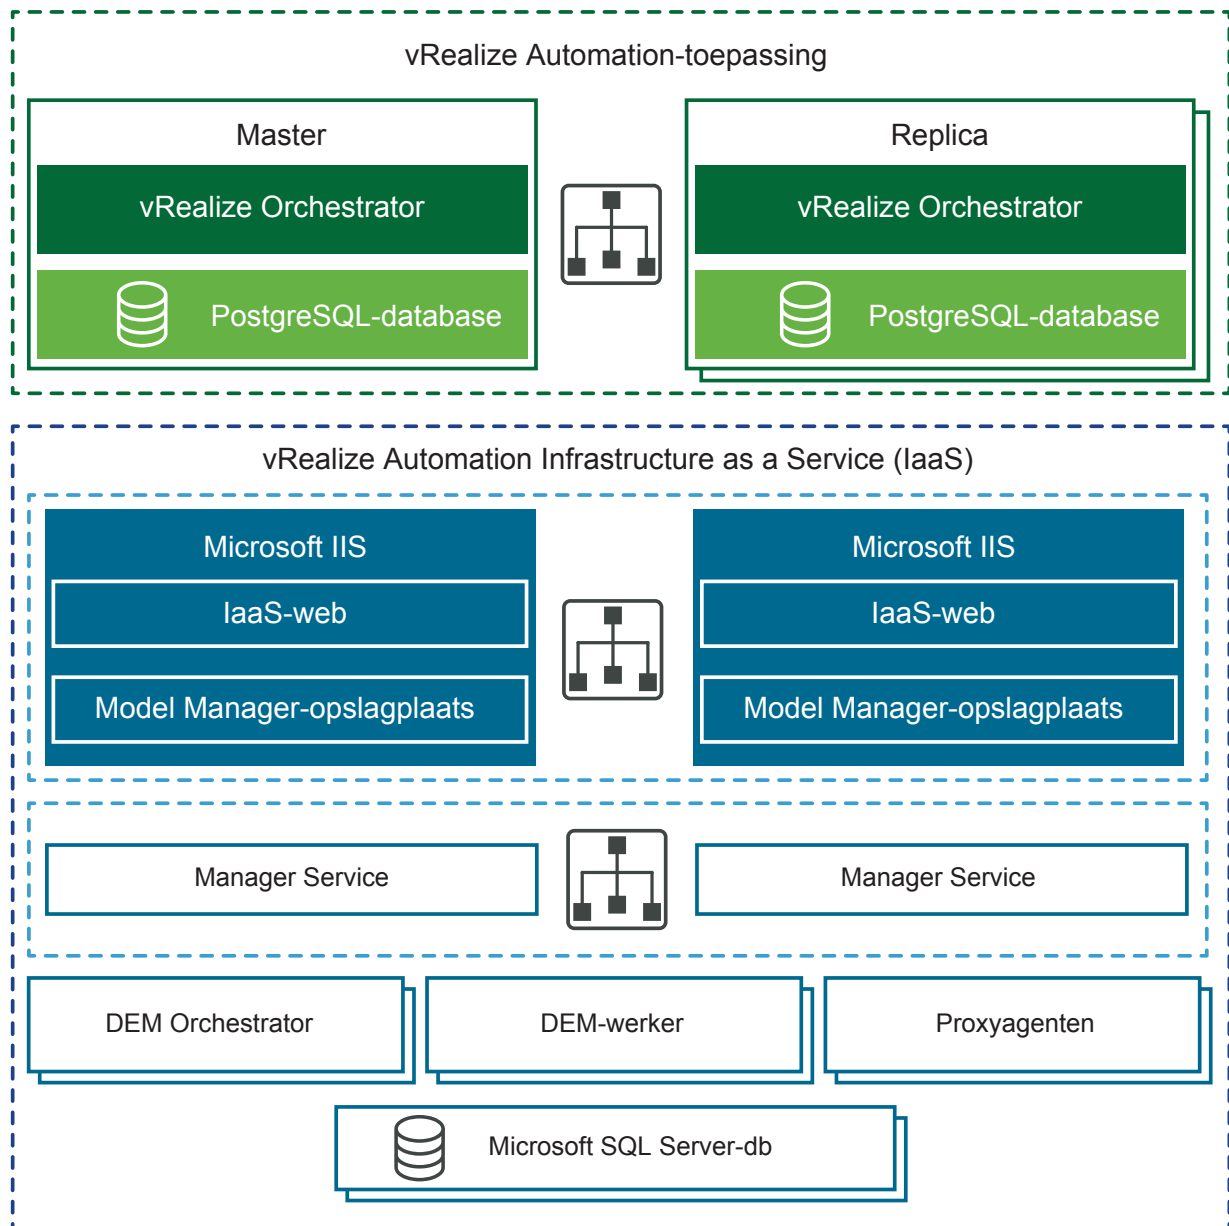 vRealize Automation-toepassing
Master
Replica
vRealize Orchestrator
vRealize Orchestrator
PostgreSQL-database
PostgreSQL-database
vRealize Automation Infrastructure as a Service (IaaS)
Microsoft IIS
Microsoft IIS
IaaS-web
IaaS-web
Model Manager-opslagplaats
Model Manager-opslagplaats
Manager Service
Manager Service
DEM Orchestrator
DEM-werker
Proxyagenten
Microsoft SQL Server-db